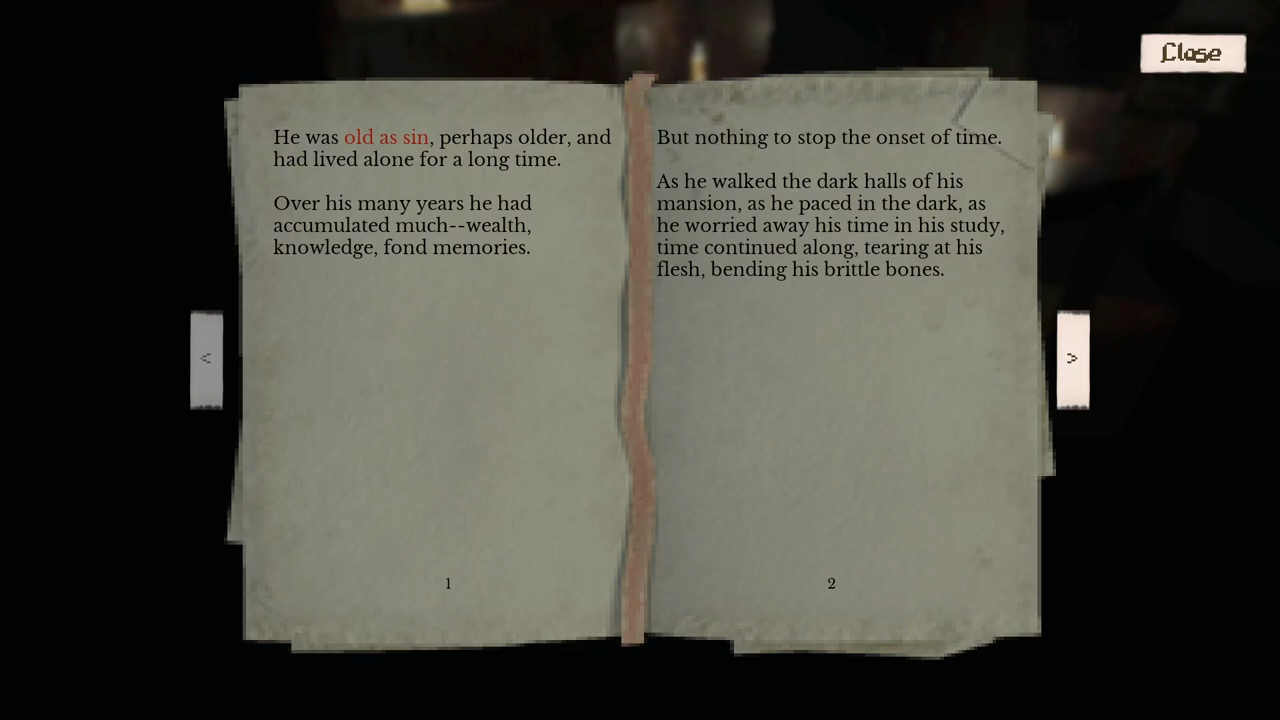 Close
He was old as sin, perhaps older, and
had lived alone for a long time.
Over his many years he had
accumulated much--wealth,
knowledge, fond memories.
1
But nothing to stop the onset of time.
As he walked the dark halls of his
mansion, as he paced in the dark, as
he worried away his time in his study,
time continued along, tearing at his
flesh, bending his brittle bones.
2
<
>